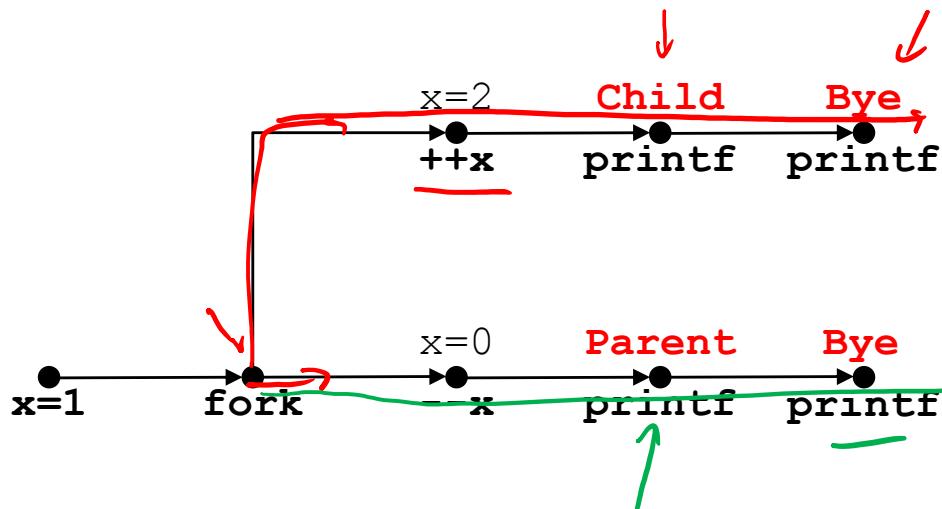 x=2 Child Bye
++x printf printf
x=0 Parent Bye
x=1 fork --x printf printf